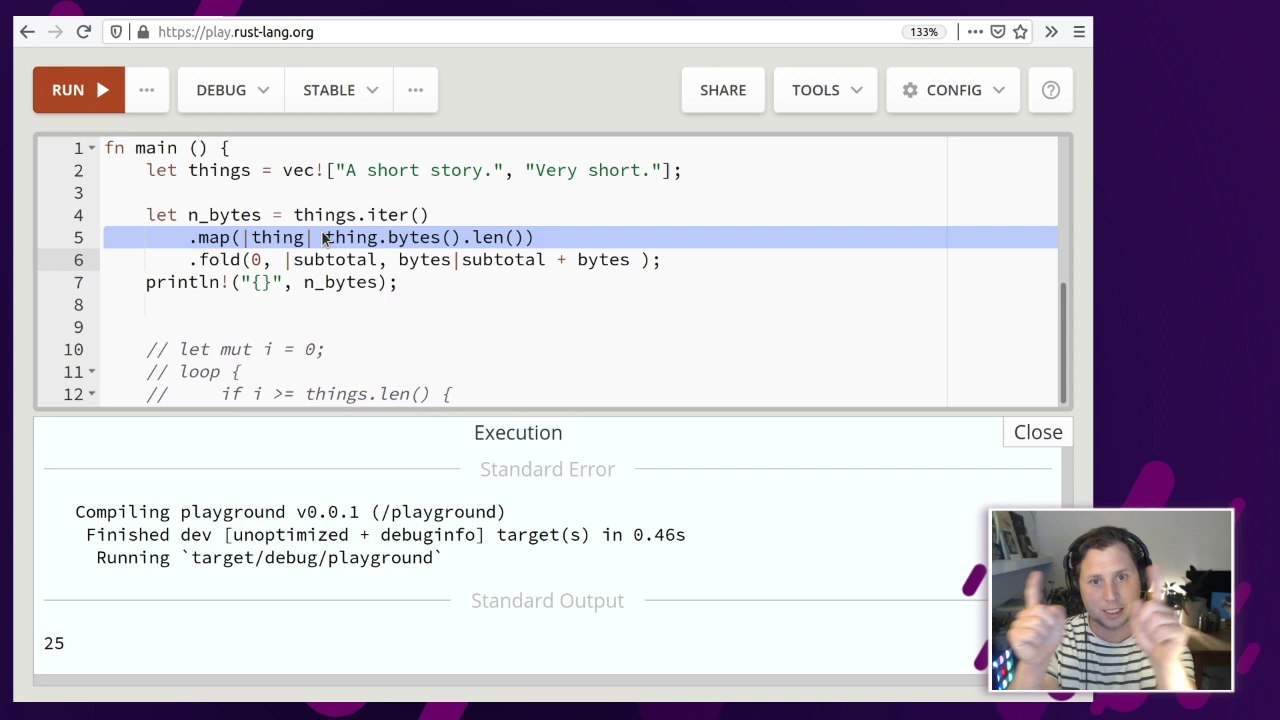 https://play.rust-lang.org
133%
RUN
DEBUG
STABLE
SHARE
TOOLS
CONFIG
1 fn main () {
2 let things = vec!["A short story.", "Very short."];
3
4 let n_bytes = things.iter()
5 .map(|thing| thing.bytes().len())
6 .fold(0, |subtotal, bytes|subtotal + bytes );
7 println!("{}", n_bytes);
8
9
10 // let mut i = 0;
11 // loop {
12 // if i >= things.len() {
Execution
Close
Standard Error
Compiling playground v0.0.1 (/playground)
Finished dev [unoptimized + debuginfo] target(s) in 0.46s
Running `target/debug/playground`
Standard Output
25